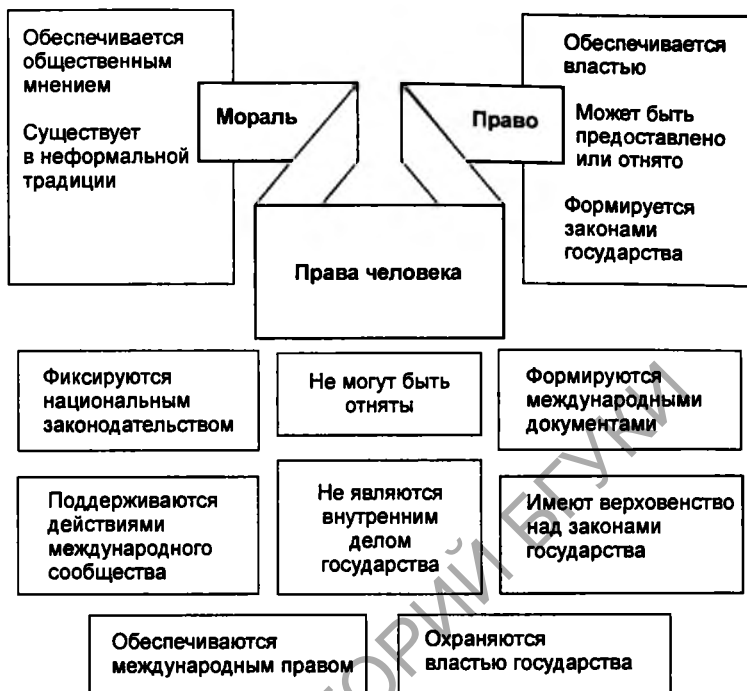 Обеспечивается
общественным
мнением
Существует
в неформальной
традиции
Мораль
Право
Обеспечивается
властью
Может быть
предоставлено
или отнято
Формируется
законами
государства
Права человека
Фиксируются
национальным
законодательством
Не могут быть
отняты
Формируются
международными
документами
Поддерживаются
действиями
международного
сообщества
Не являются
внутренним
делом
государства
Имеют верховенство
над законами
государства
Обеспечиваются
международным правом
Охраняются
властью государства
ТОРИЙ БГУКИ